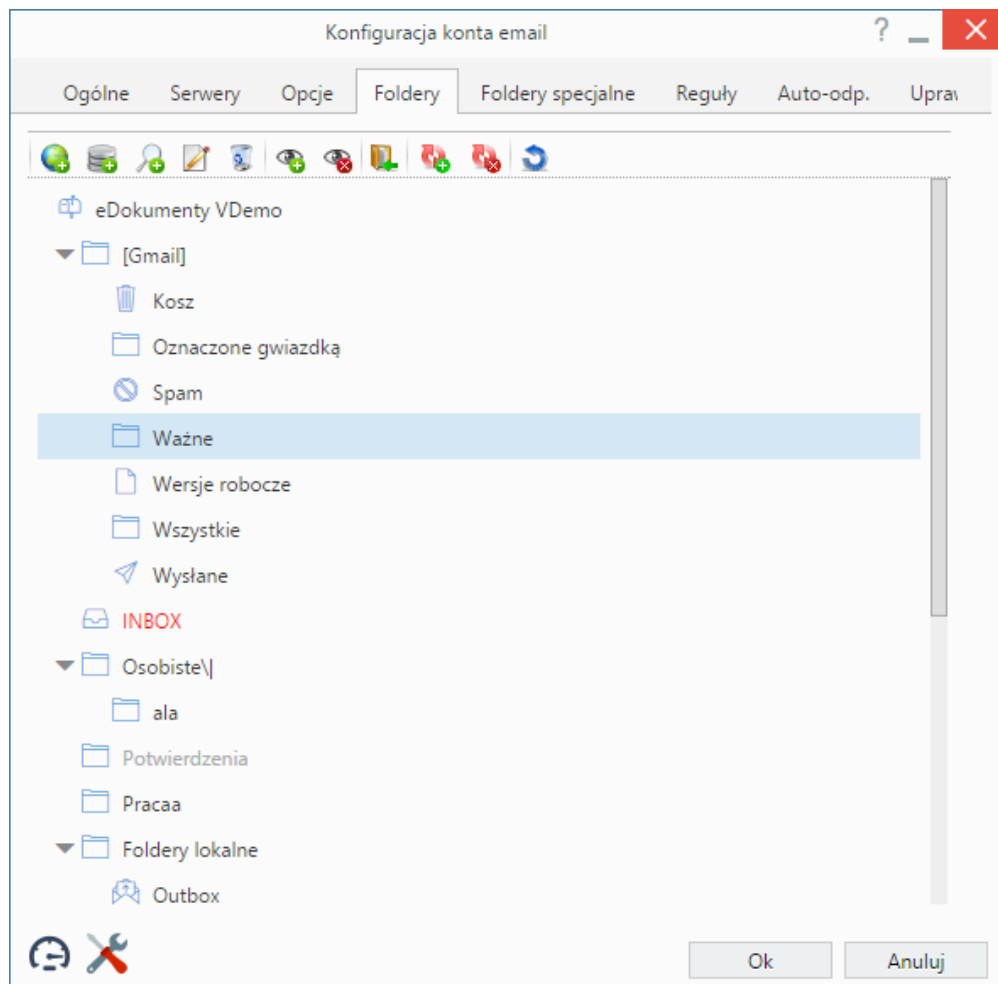 Konfiguracja konta email
Ogólne Serwery Opcje Foldery Foldery specjalne Reguły Auto-odp.
eDokumenty VDemo
[Gmail]
Kosz
Oznaczone gwiazdką
Spam
Ważne
Wersje robocze
Wszystkie
Wysłane
INBOX
Osobiste\|
ala
Potwierdzenia
Pracaa
Foldery lokalne
Outbox
Ok Anuluj